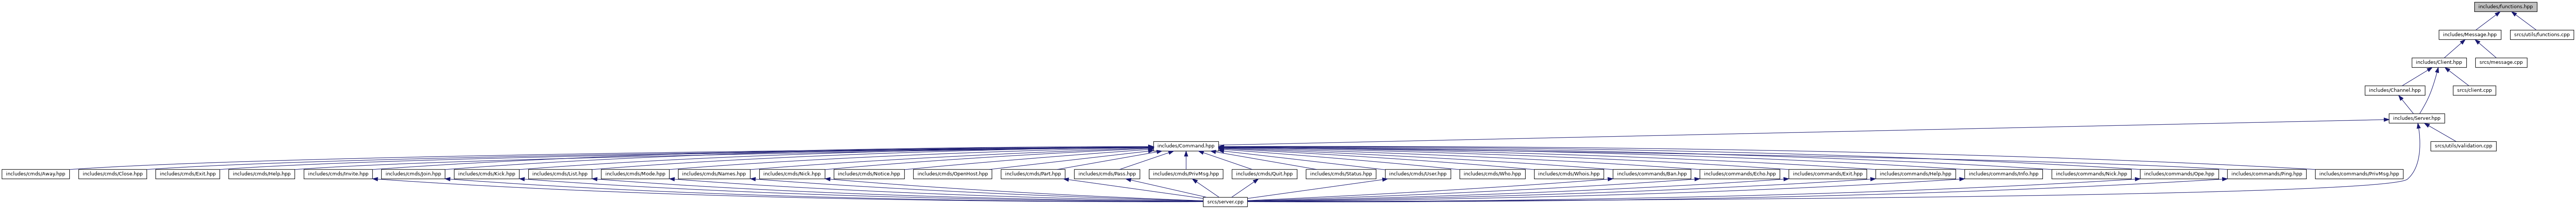 includes/functions.hpp
includes/Message.hpp
srcs/utils/functions.cpp
includes/Client.hpp
srcs/message.cpp
includes/Channel.hpp
srcs/client.cpp
includes/Server.hpp
includes/Command.hpp
srcs/utils/validation.cpp
includes/cmds/Away.hpp
includes/cmds/Close.hpp
includes/cmds/Exit.hpp
includes/cmds/Help.hpp
includes/cmds/Invite.hpp
includes/cmds/Join.hpp
includes/cmds/Kick.hpp
includes/cmds/List.hpp
includes/cmds/Mode.hpp
includes/cmds/Names.hpp
includes/cmds/Nick.hpp
includes/cmds/Notice.hpp
includes/cmds/OpenHost.hpp
includes/cmds/Part.hpp
includes/cmds/Pass.hpp
includes/cmds/PrivMsg.hpp
includes/cmds/Quit.hpp
includes/cmds/Status.hpp
includes/cmds/User.hpp
includes/cmds/Who.hpp
includes/cmds/Whois.hpp
includes/commands/Ban.hpp
includes/commands/Echo.hpp
includes/commands/Exit.hpp
includes/commands/Help.hpp
includes/commands/Info.hpp
includes/commands/Nick.hpp
includes/commands/Ope.hpp
includes/commands/Ping.hpp
includes/commands/PrivMsg.hpp
srcs/server.cpp